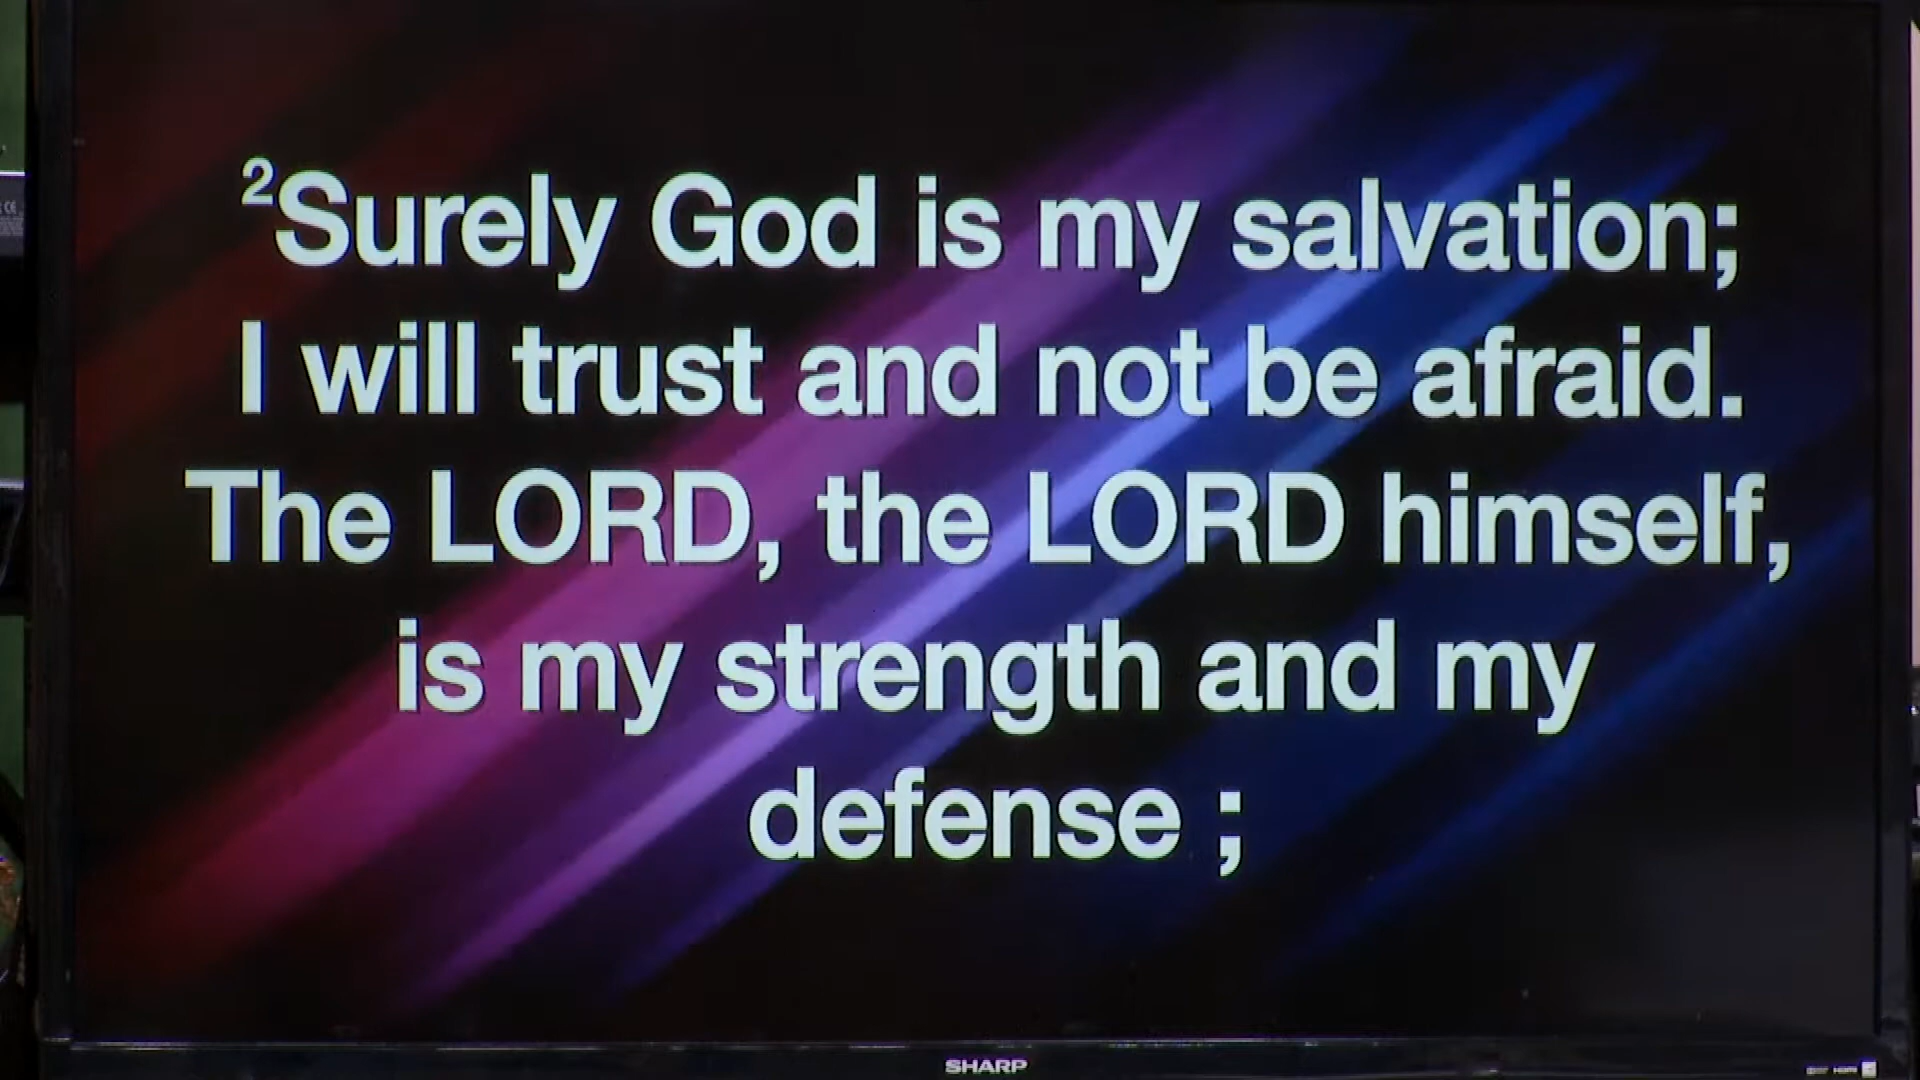 ²Surely God is my salvation;
I will trust and not be afraid.
The LORD, the LORD himself,
is my strength and my
defense ;
SHARP
HDMI